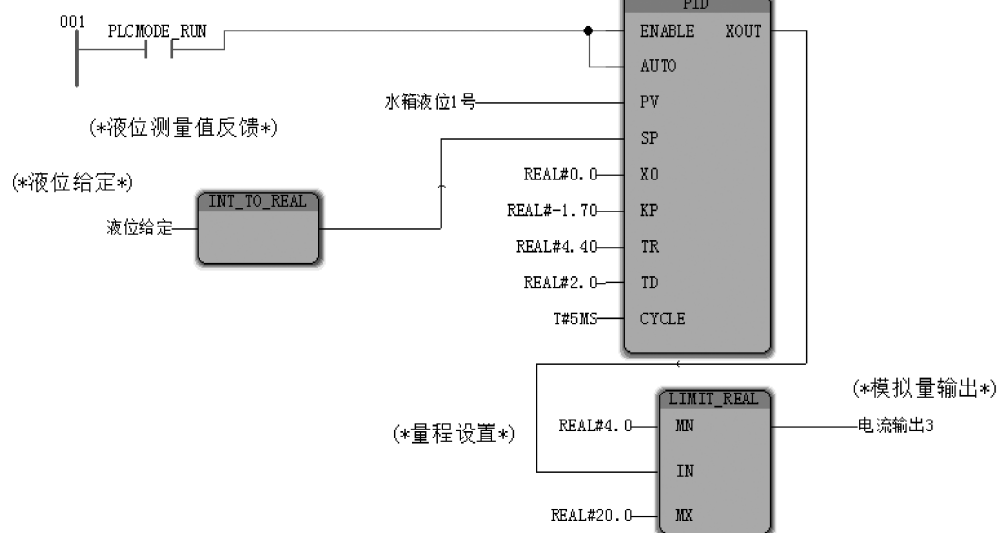 PID
001
PLCMODE_RUN
ENABLE XOUT
AUTO
水箱液位1号
PV
(*液位测量值反馈*)
SP
(*液位给定*)
REAL#0.0
X0
INT_TO_REAL
REAL#-1.70
KP
液位给定
REAL#4.40
TR
REAL#2.0
TD
T#5MS
CYCLE
(*模拟量输出*)
LIMIT_REAL
(*量程设置*)
REAL#4.0
MN
电流输出3
IN
REAL#20.0
MX